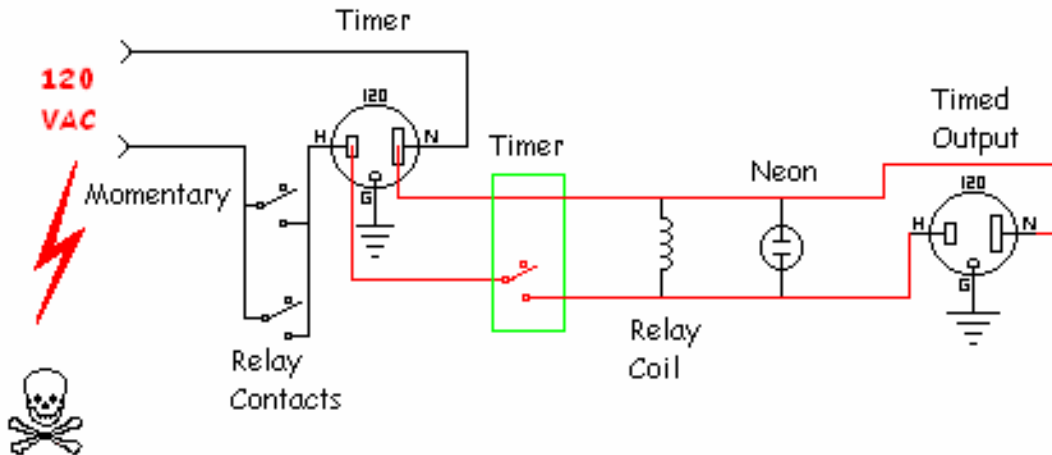 Timer
120
VAC
120
H
N
G
Momentary
Relay
Contacts
Timer
Neon
Relay
Coil
Timed
Output
120
H
N
G